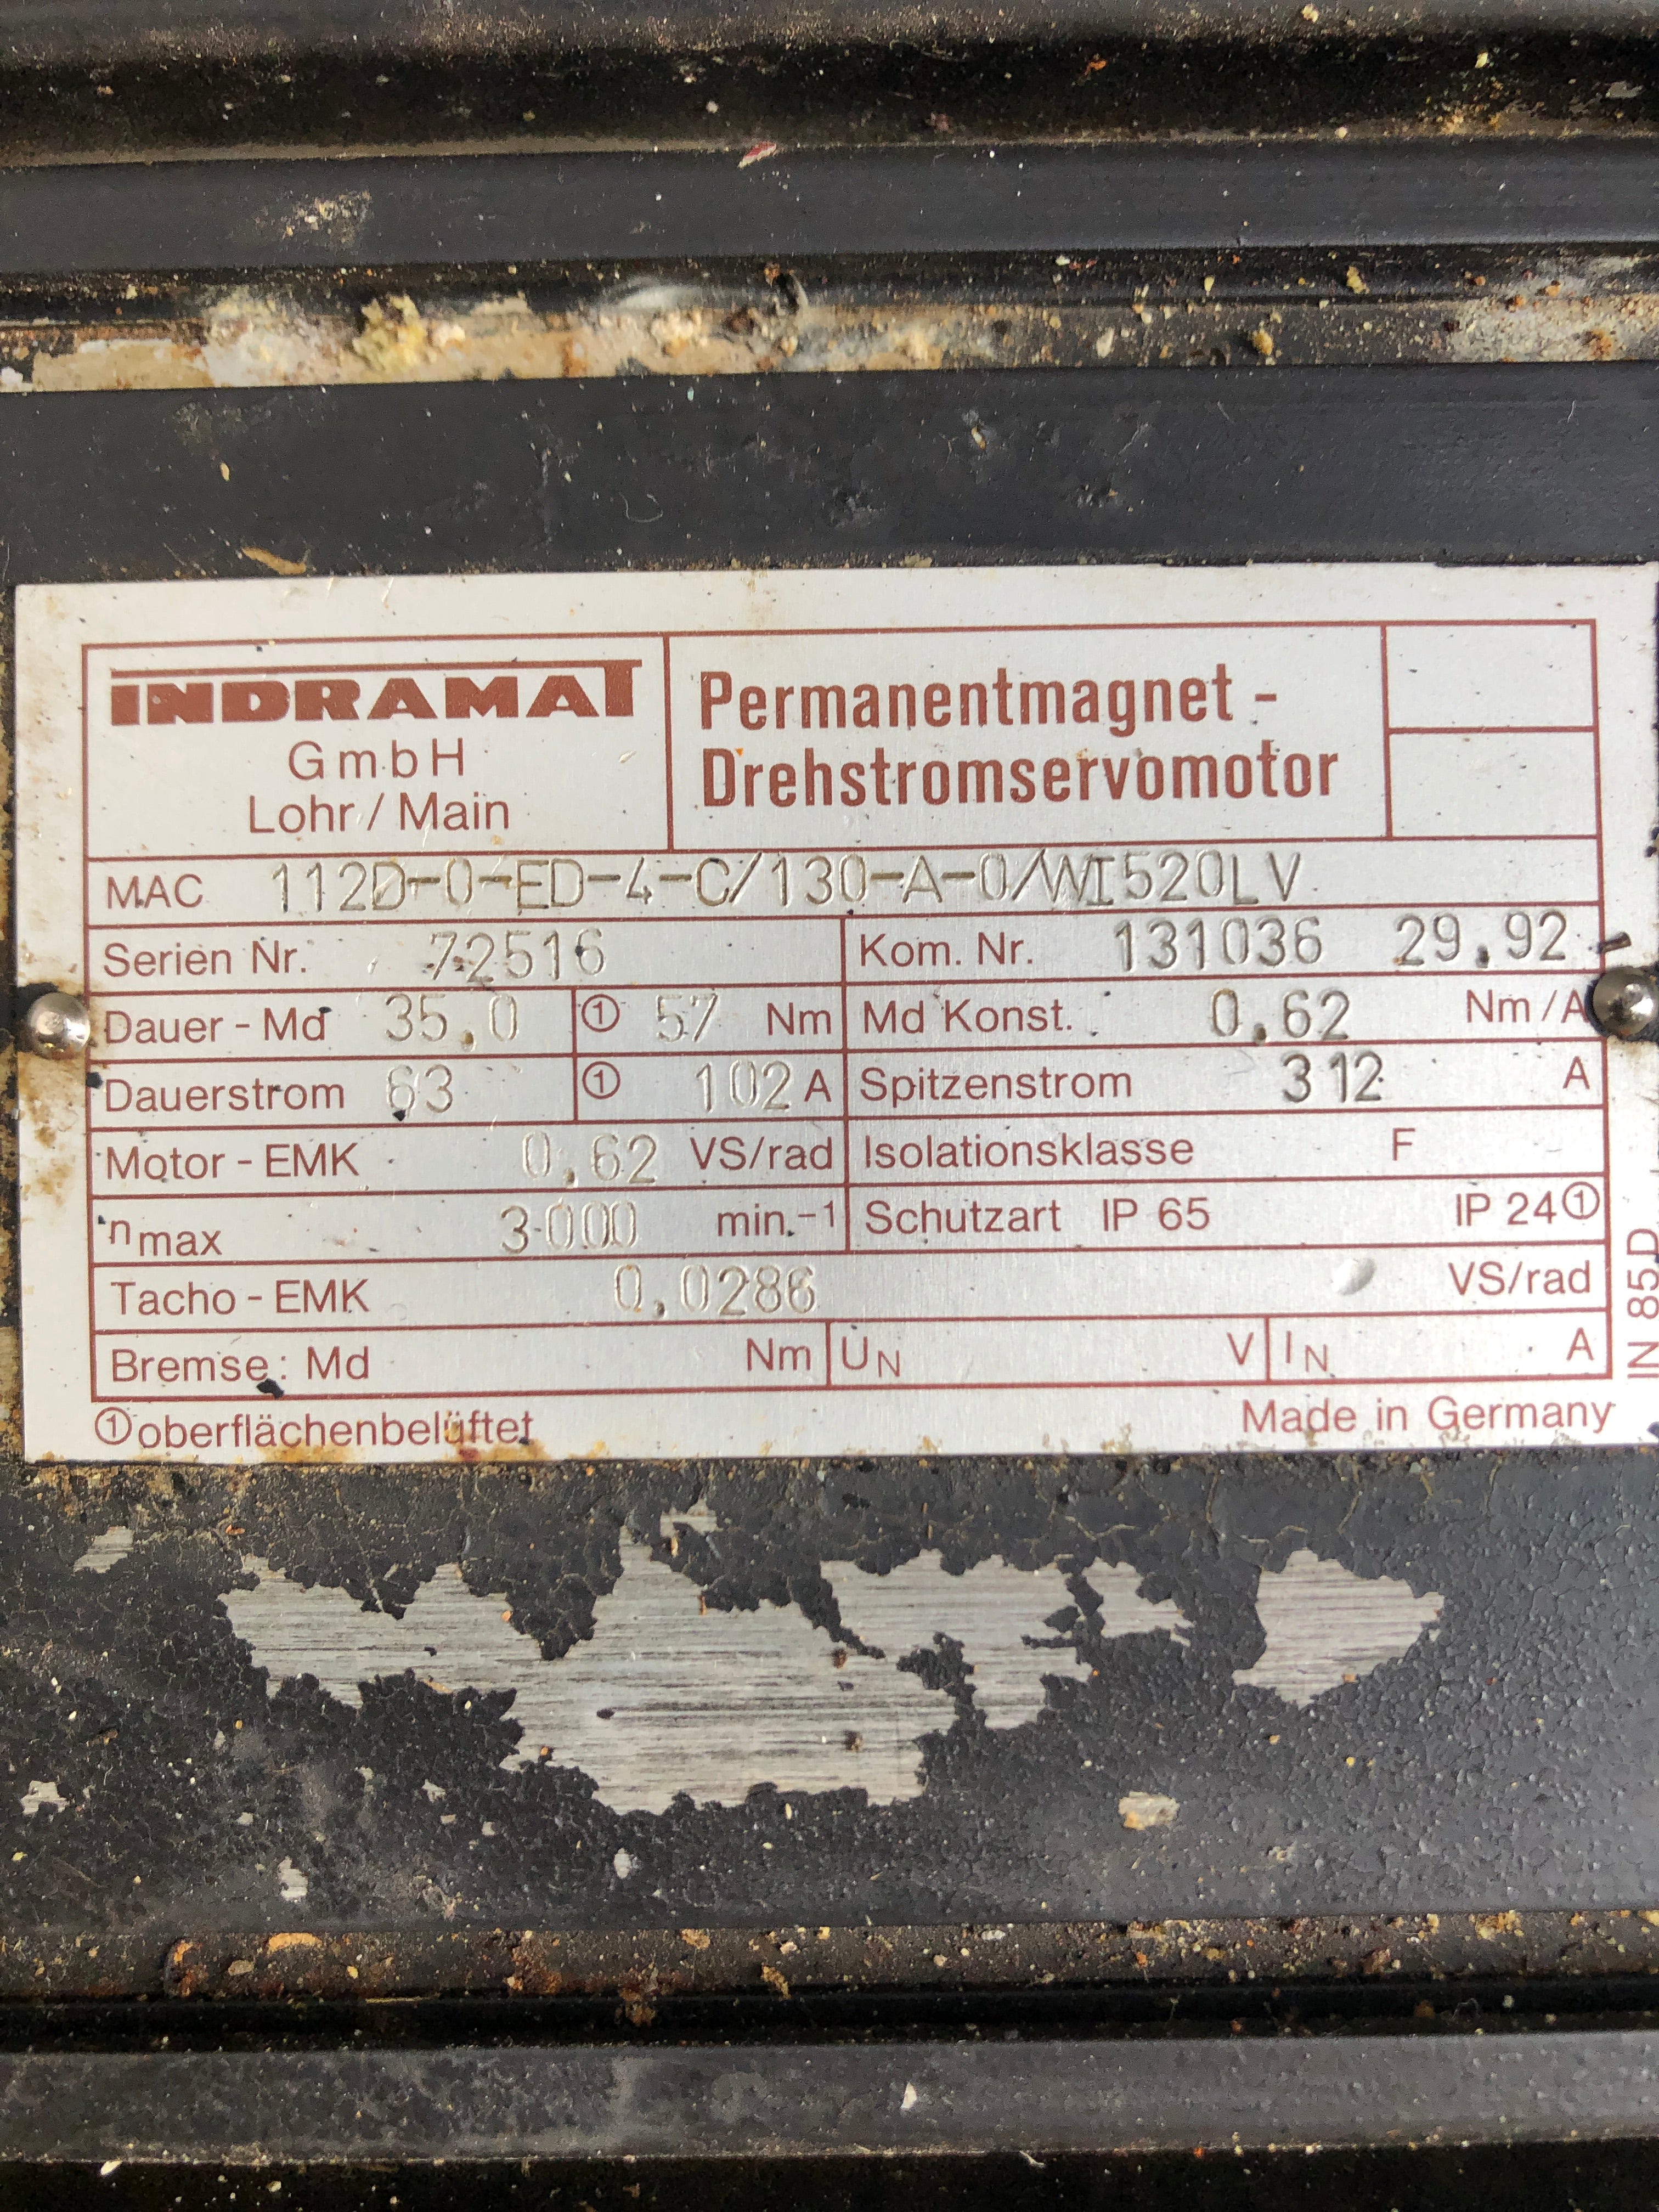 INDRAMAT
GmbH
Lohr / Main
Permanentmagnet -
Drehstromservomotor
MAC 112D-0-ED-4-C/130-A-0/WI520LV
Serien Nr. 72516 Kom. Nr. 131036 29.92
Dauer - Md 35,0 ① 57 Nm Md Konst. 0,62 Nm/A
Dauerstrom 63 ① 102 A Spitzenstrom 312 A
Motor - EMK 0,62 VS/rad Isolationsklasse F
nmax 3000 min.-1 Schutzart IP 65 IP 24①
Tacho - EMK 0,0286 VS/rad
Bremse: Md Nm UN V IN A
①oberflächenbelüftet Made in Germany
IN 85D